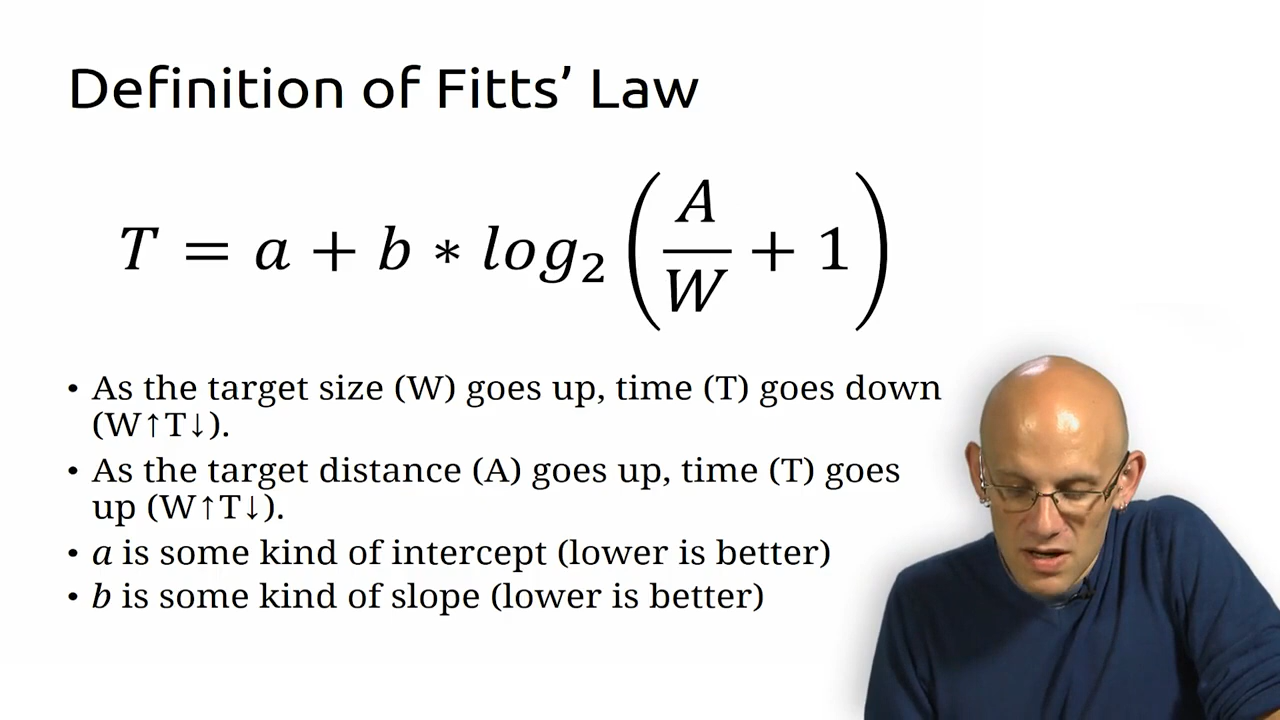 Definition of Fitts’ Law
T = a + b * log₂ (A/W + 1)
• As the target size (W) goes up, time (T) goes down
(W↑T↓).
• As the target distance (A) goes up, time (T) goes
up (W↑T↓).
• a is some kind of intercept (lower is better)
• b is some kind of slope (lower is better)